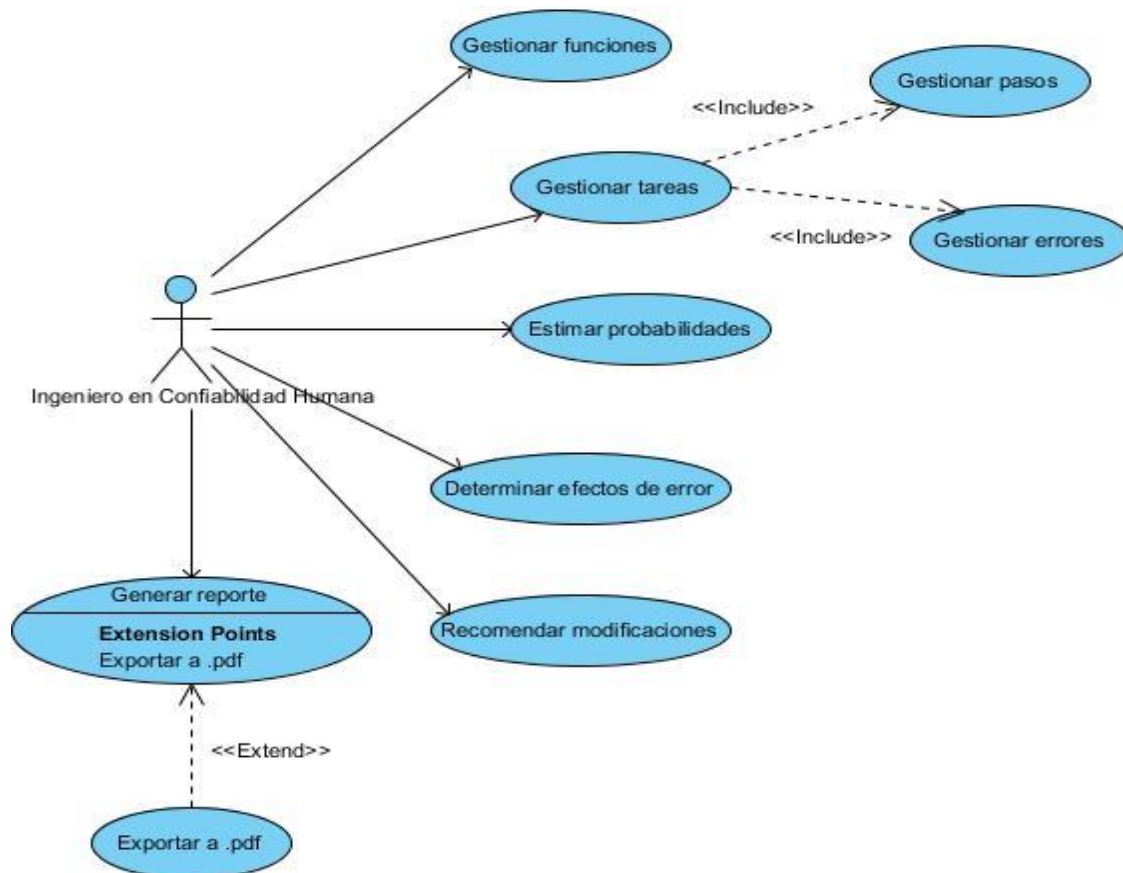 Gestionar funciones
Gestionar pasos
<<Include>>
Gestionar tareas
<<Include>>
Gestionar errores
Estimar probabilidades
Ingeniero en Confiabilidad Humana
Determinar efectos de error
Generar reporte
Extension Points
Exportar a .pdf
Recomendar modificaciones
<<Extend>>
Exportar a .pdf